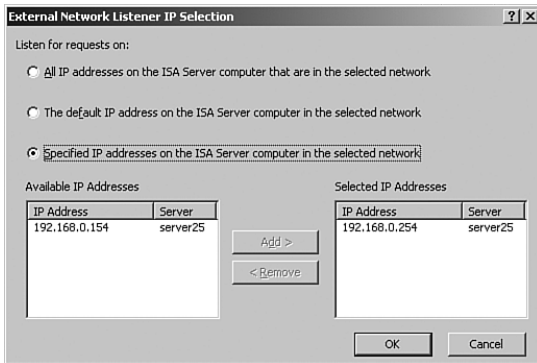 External Network Listener IP Selection
Listen for requests on:
All IP addresses on the ISA Server computer that are in the selected network
The default IP address on the ISA Server computer in the selected network
Specified IP addresses on the ISA Server computer in the selected network
Available IP Addresses
IP Address Server
192.168.0.154 server25
Add >
< Remove
Selected IP Addresses
IP Address Server
192.168.0.254 server25
OK
Cancel